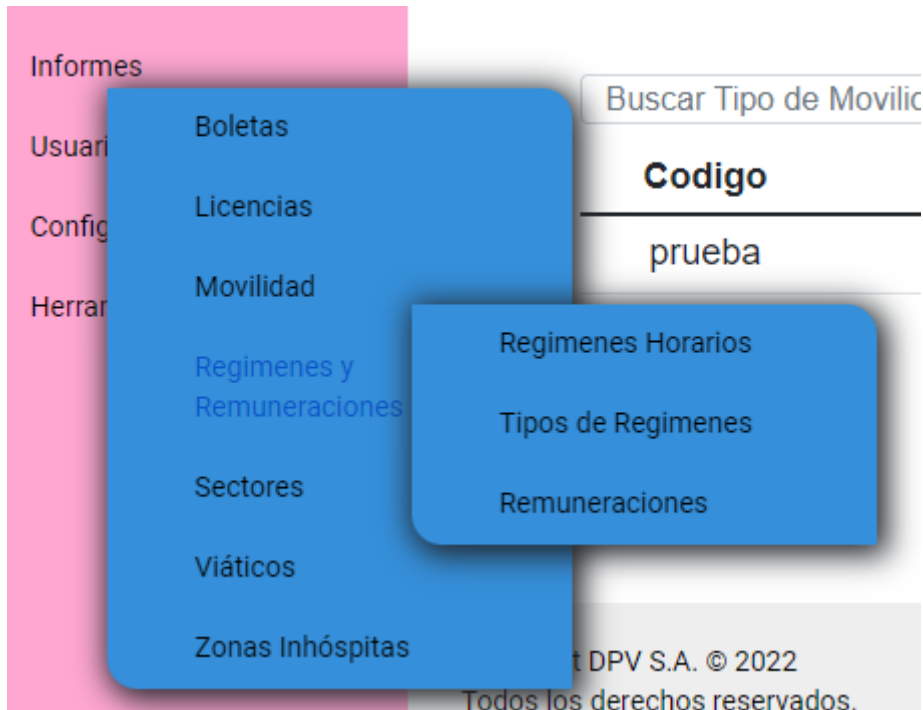 Informes
Boletas
Licencias
Movilidad
Regimenes y
Remuneraciones
Sectores
Viáticos
Zonas Inhóspitas
Regimenes Horarios
Tipos de Regimenes
Remuneraciones
Buscar Tipo de
Codigo
prueba
DPV S.A. © 2022
Todos los derechos reservados.